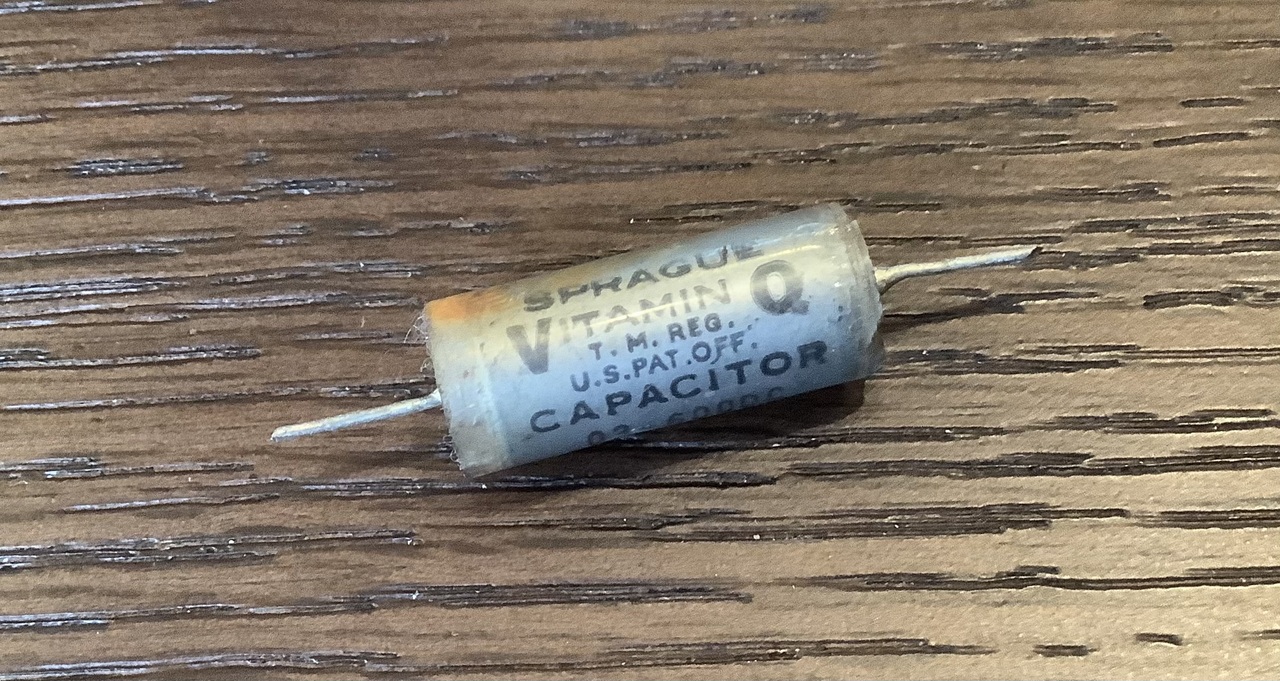 SPRAGUE
VITAMIN Q
T. M. REG.
U.S.PAT.OFF.
CAPACITOR